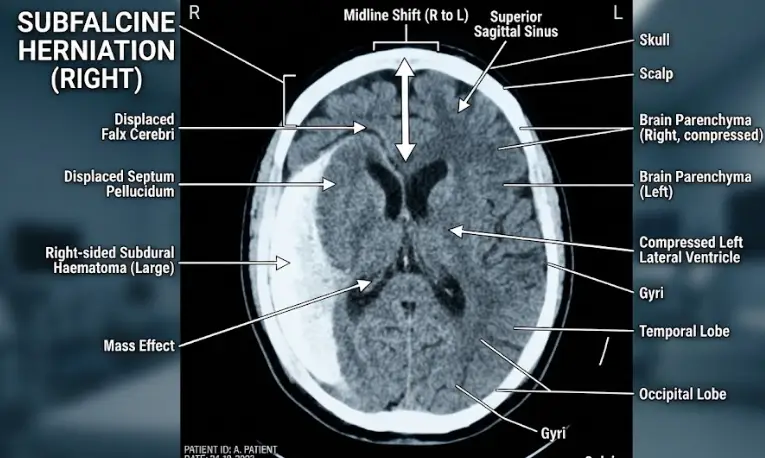 SUBFALCINE
HERNIATION
(RIGHT)
R
Midline Shift (R to L)
Superior
Sagittal Sinus
L
Skull
Scalp
Displaced
Falx Cerebri
Brain Parenchyma
(Right, compressed)
Displaced Septum
Pellucidum
Brain Parenchyma
(Left)
Right-sided Subdural
Haematoma (Large)
Compressed Left
Lateral Ventricle
Gyri
Mass Effect
Temporal Lobe
Occipital Lobe
Gyri
PATIENT ID: A. PATIENT